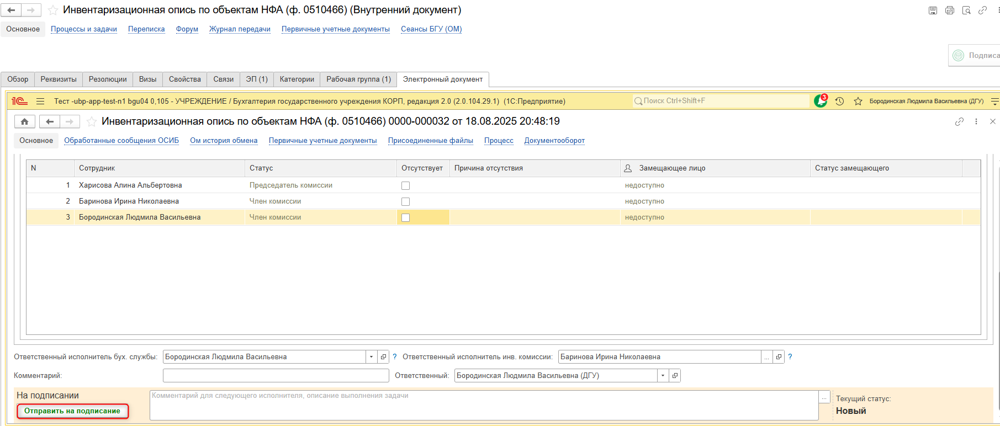 Инвентаризационная опись по объектам НФА (ф. 0510466) (Внутренний документ)
Основное Процессы и задачи Переписка Форум Журнал передачи Первичные учетные документы Сеансы БГУ (ОМ)
Подписа
Обзор Реквизиты Резолюции Визы Свойства Связи ЭП (1) Категории Рабочая группа (1) Электронный документ
1С Тест -ubp-app-test-n1 bgu04 0,105 - УЧРЕЖДЕНИЕ / Бухгалтерия государственного учреждения КОРП, редакция 2.0 (2.0.104.29.1) (1С:Предприятие) Поиск Ctrl+Shift+F 3 Бородинская Людмила Васильевна (ДГУ)
Инвентаризационная опись по объектам НФА (ф. 0510466) 0000-000032 от 18.08.2025 20:48:19
Основное Обработанные сообщения ОСИБ Ом история обмена Первичные учетные документы Присоединенные файлы Процесс Документооборот
N Сотрудник Статус Отсутствует Причина отсутствия Замещающее лицо Статус замещающего
1 Харисова Алина Альбертовна Председатель комиссии недоступно
2 Баринова Ирина Николаевна Член комиссии недоступно
3 Бородинская Людмила Васильевна Член комиссии недоступно
Ответственный исполнитель бух. службы: Бородинская Людмила Васильевна ? Ответственный исполнитель инв. комиссии: Баринова Ирина Николаевна ... ?
Комментарий: Ответственный: Бородинская Людмила Васильевна (ДГУ)
На подписании Комментарий для следующего исполнителя, описание выполнения задачи ... Текущий статус:
Отправить на подписание Новый